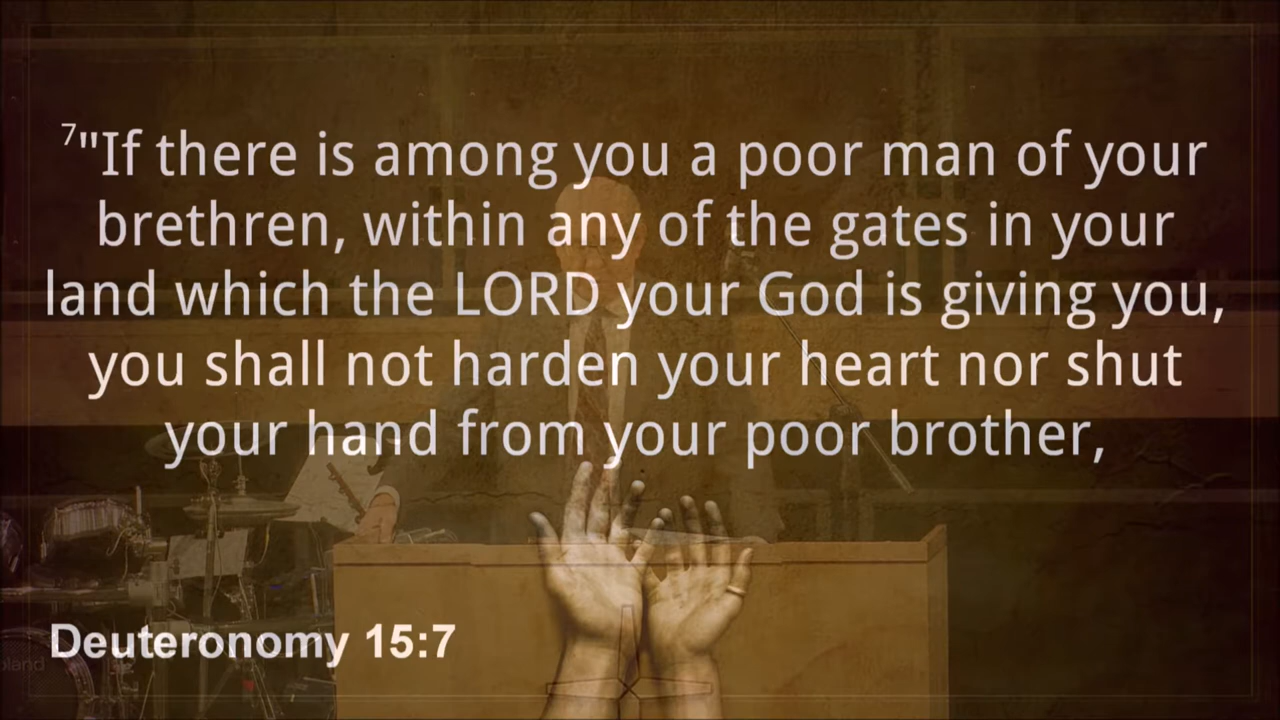 7"If there is among you a poor man of your
brethren, within any of the gates in your
land which the LORD your God is giving you,
you shall not harden your heart nor shut
your hand from your poor brother,
Deuteronomy 15:7
oland